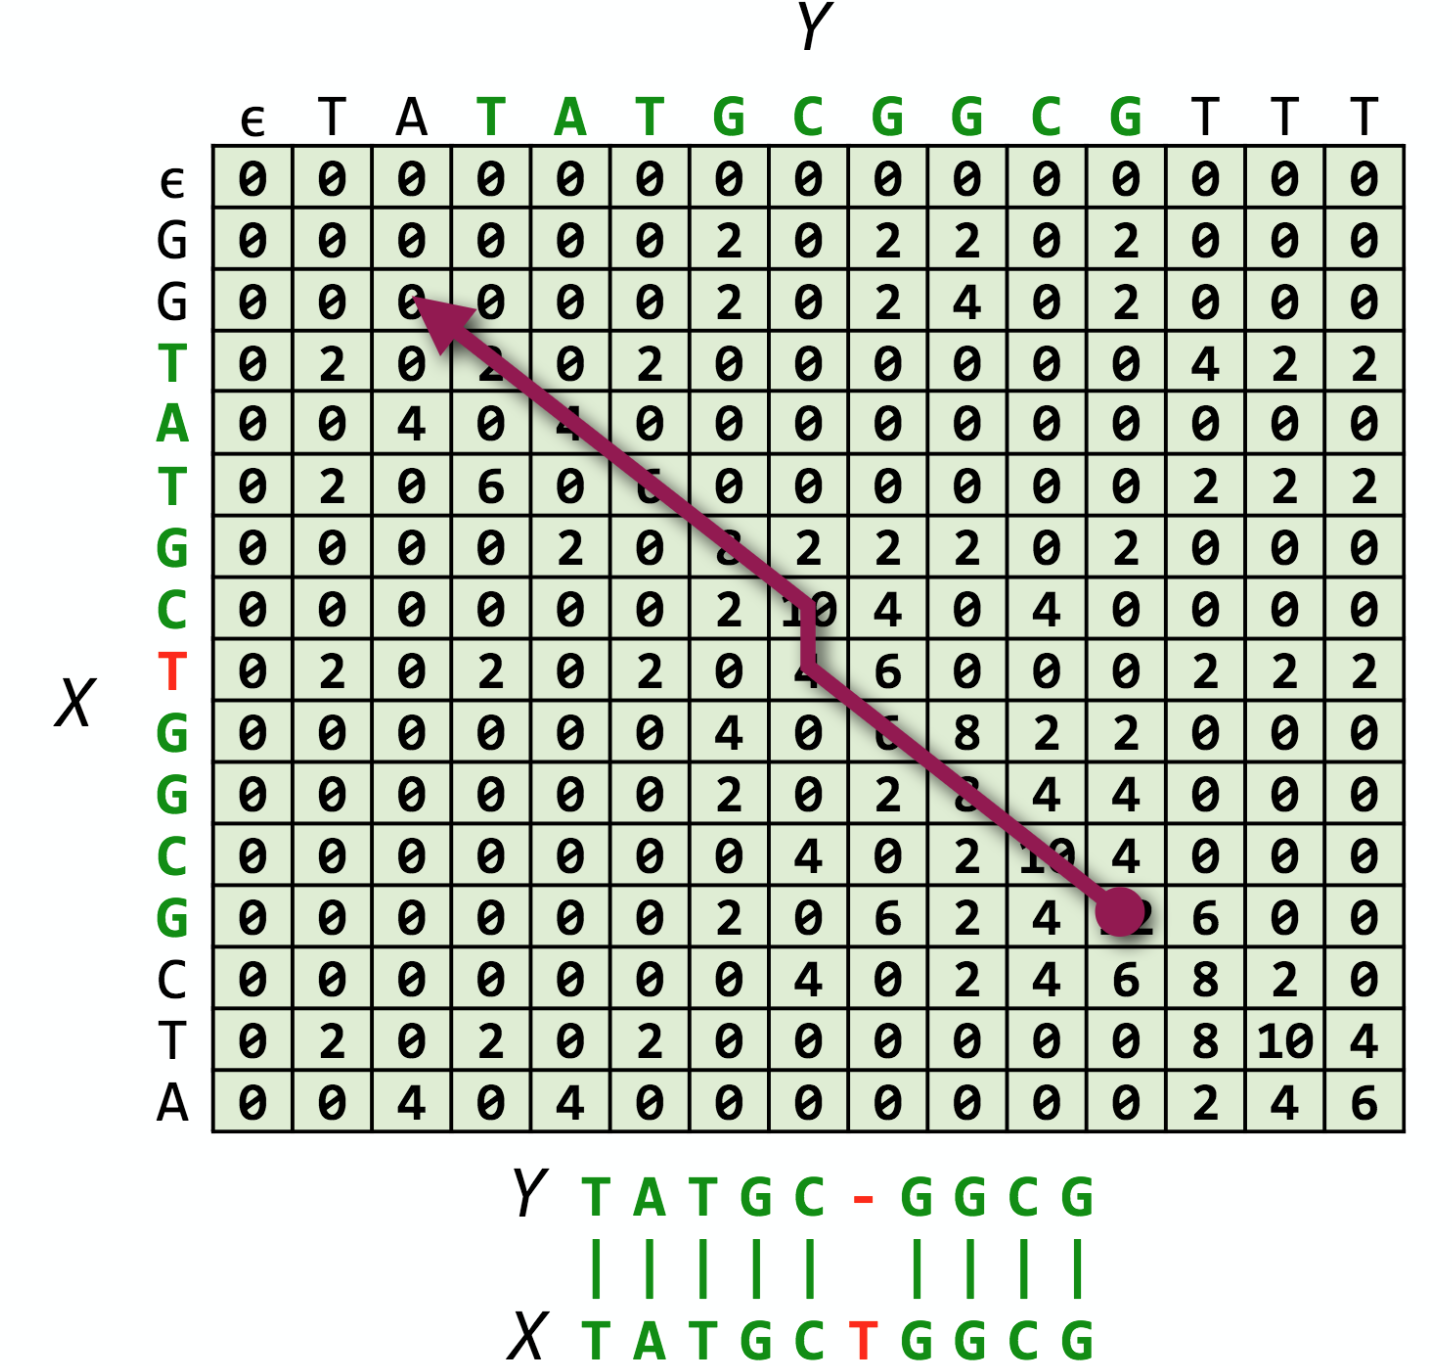 Y
ϵ T A T A T G C G G C G T T T
ϵ 0 0 0 0 0 0 0 0 0 0 0 0 0 0 0
G 0 0 0 0 0 0 2 0 2 2 0 2 0 0 0
G 0 0 0 0 0 0 2 0 2 4 0 2 0 0 0
T 0 2 0 2 0 2 0 0 0 0 0 0 4 2 2
A 0 0 4 0 4 0 0 0 0 0 0 0 0 0 0
T 0 2 0 6 0 6 0 0 0 0 0 0 2 2 2
G 0 0 0 0 2 0 8 2 2 2 0 2 0 0 0
C 0 0 0 0 0 0 2 10 4 0 4 0 0 0 0
T 0 2 0 2 0 2 0 4 6 0 0 0 2 2 2
X
G 0 0 0 0 0 0 4 0 6 8 2 2 0 0 0
G 0 0 0 0 0 0 2 0 2 8 4 4 0 0 0
C 0 0 0 0 0 0 0 4 0 2 10 4 0 0 0
G 0 0 0 0 0 0 2 0 6 2 4 12 6 0 0
C 0 0 0 0 0 0 0 4 0 2 4 6 8 2 0
T 0 2 0 2 0 2 0 0 0 0 0 0 8 10 4
A 0 0 4 0 4 0 0 0 0 0 0 0 2 4 6
Y T A T G C - G G C G
| | | | | | | | |
X T A T G C T G G C G